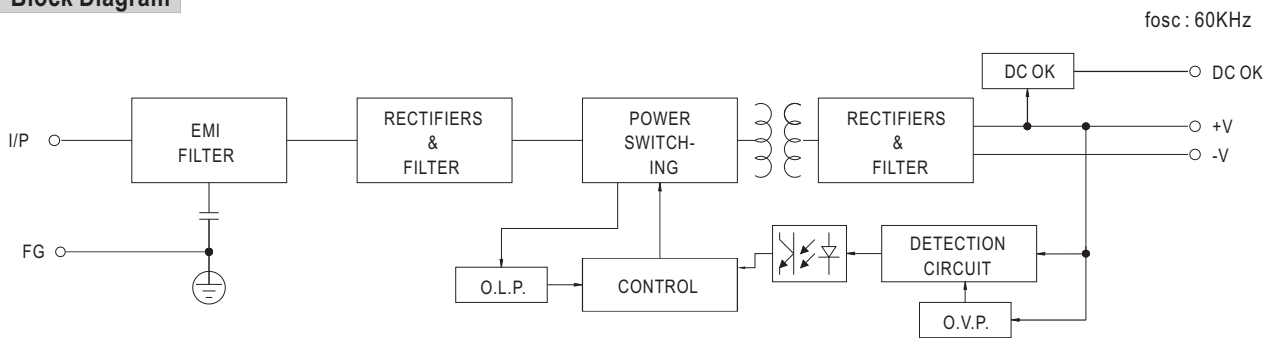 Block Diagram
fosc : 60KHz
DC OK
DC OK
I/P
EMI
FILTER
RECTIFIERS
&
FILTER
POWER
SWITCH-
ING
RECTIFIERS
&
FILTER
+V
-V
FG
O.L.P.
CONTROL
DETECTION
CIRCUIT
O.V.P.